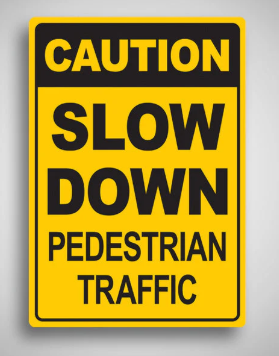 CAUTION
SLOW
DOWN
PEDESTRIAN
TRAFFIC